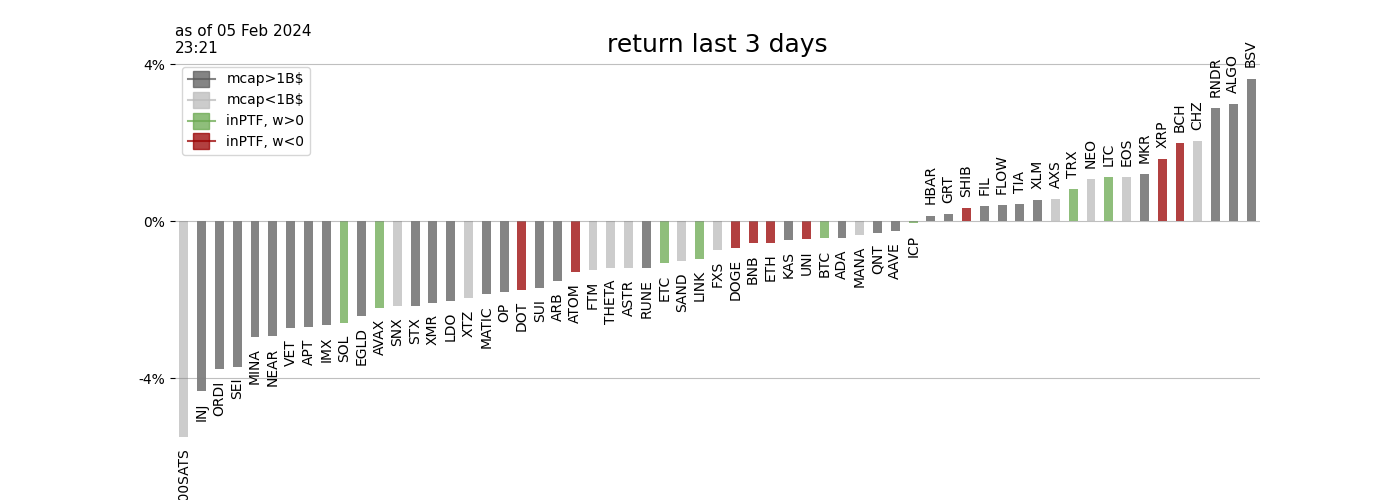 as of 05 Feb 2024
23:21
return last 3 days
4%
0%
-4%
mcap>1B$
mcap<1B$
inPTF, w>0
inPTF, w<0
00SATS
INJ
ORDI
SEI
MINA
NEAR
VET
APT
IMX
SOL
EGLD
AVAX
SNX
STX
XMR
LDO
XTZ
MATIC
OP
DOT
SUI
ARB
ATOM
FTM
THETA
ASTR
RUNE
ETC
SAND
LINK
FXS
DOGE
BNB
ETH
KAS
UNI
BTC
ADA
MANA
QNT
AAVE
ICP
HBAR
GRT
SHIB
FIL
FLOW
TIA
XLM
AXS
TRX
NEO
LTC
EOS
MKR
XRP
BCH
CHZ
RNDR
ALGO
BSV